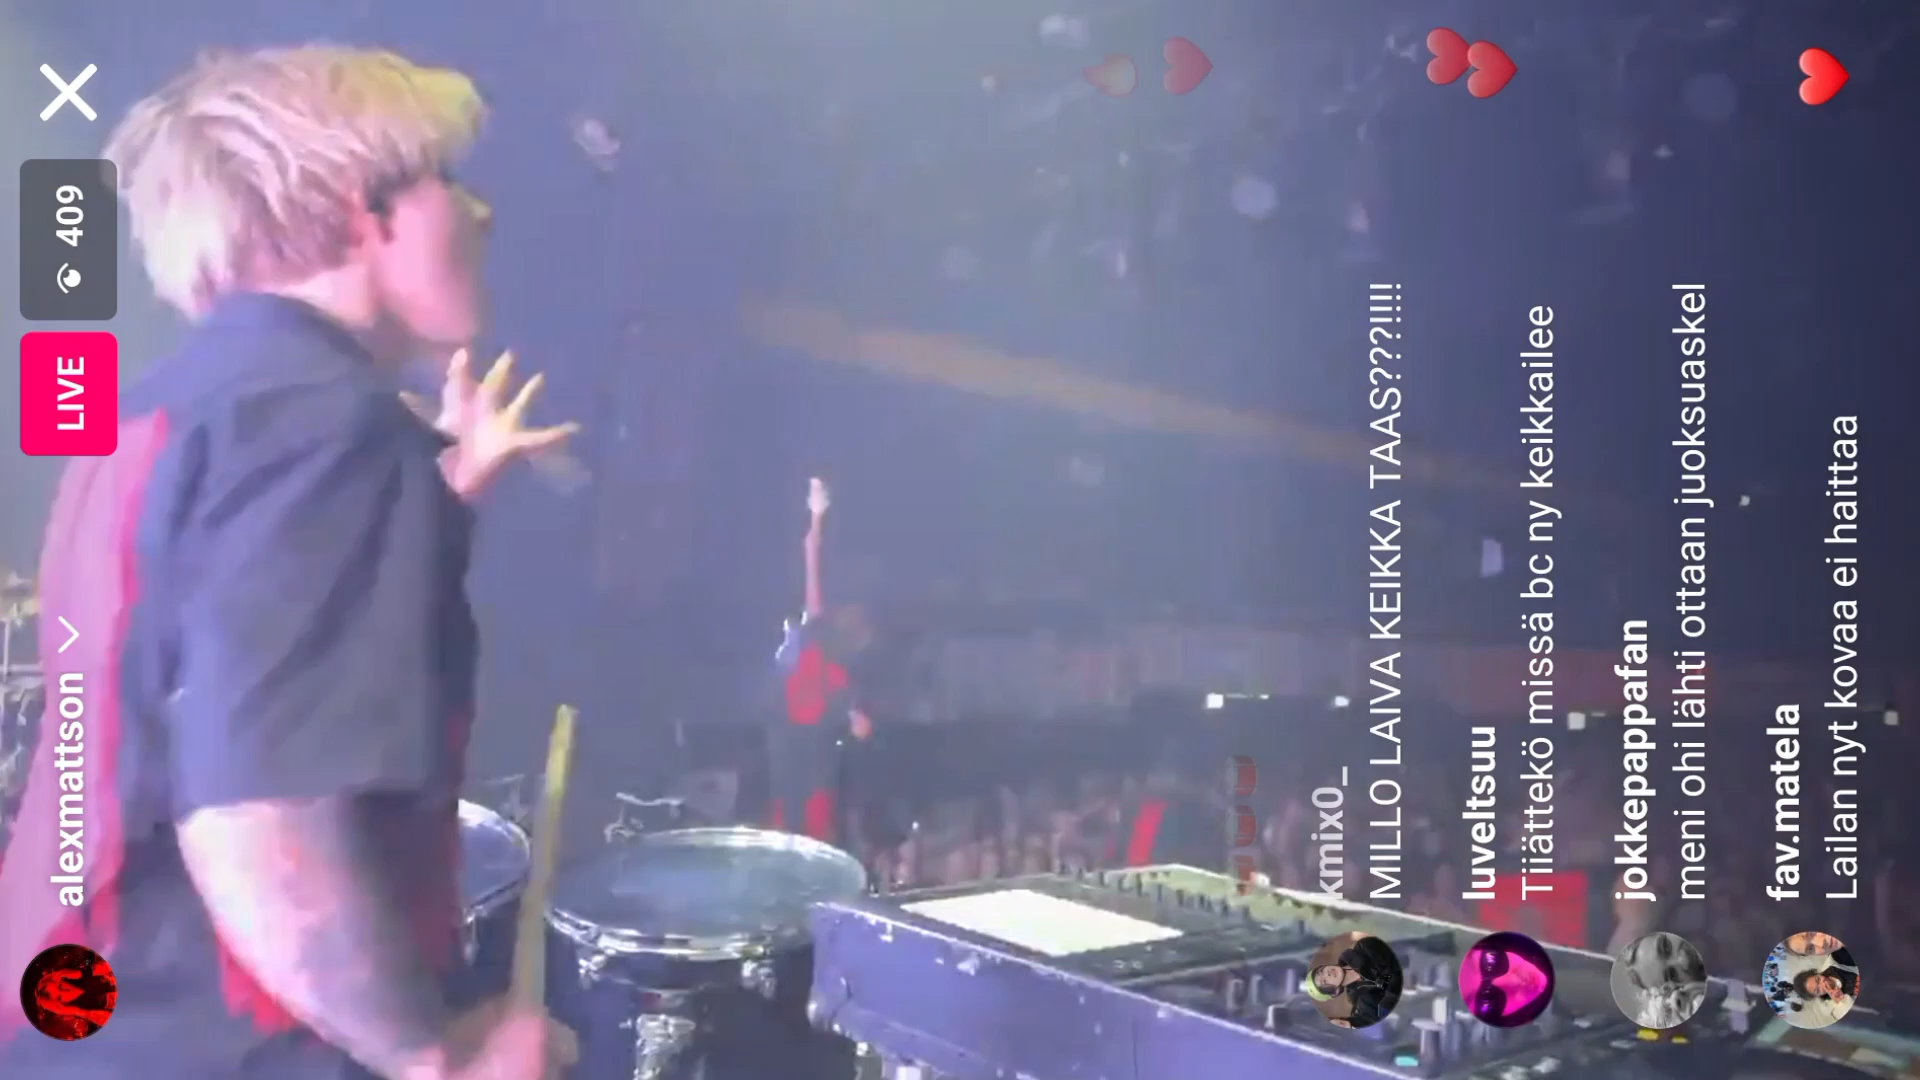 alexmattson
LIVE
409
kmix0_
MILLO LAIVA KEIKKA TAAS???!!!!
luveltsuu
Tiiättekö missä bc ny keikkailee
jokkepappafan
meni ohi lähti ottaan juoksuaskel
fav.matela
Lailan nyt kovaa ei haittaa